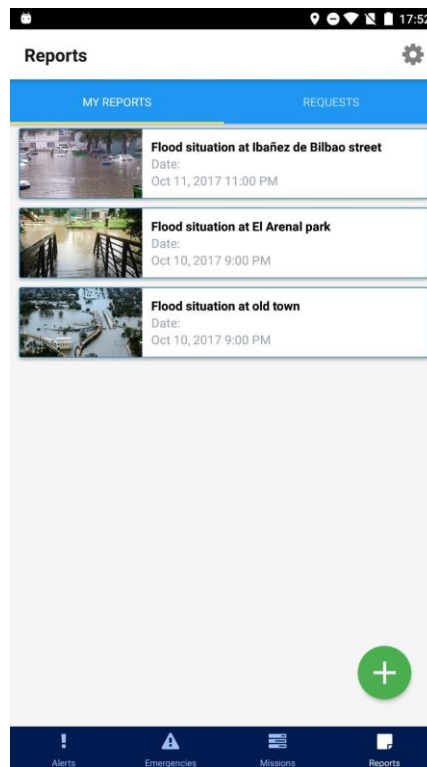 17:52
Reports
MY REPORTS
REQUESTS
Flood situation at Ibañez de Bilbao street
Date:
Oct 11, 2017 11:00 PM
Flood situation at El Arenal park
Date:
Oct 10, 2017 9:00 PM
Flood situation at old town
Date:
Oct 10, 2017 9:00 PM
Alerts
Emergencies
Missions
Reports